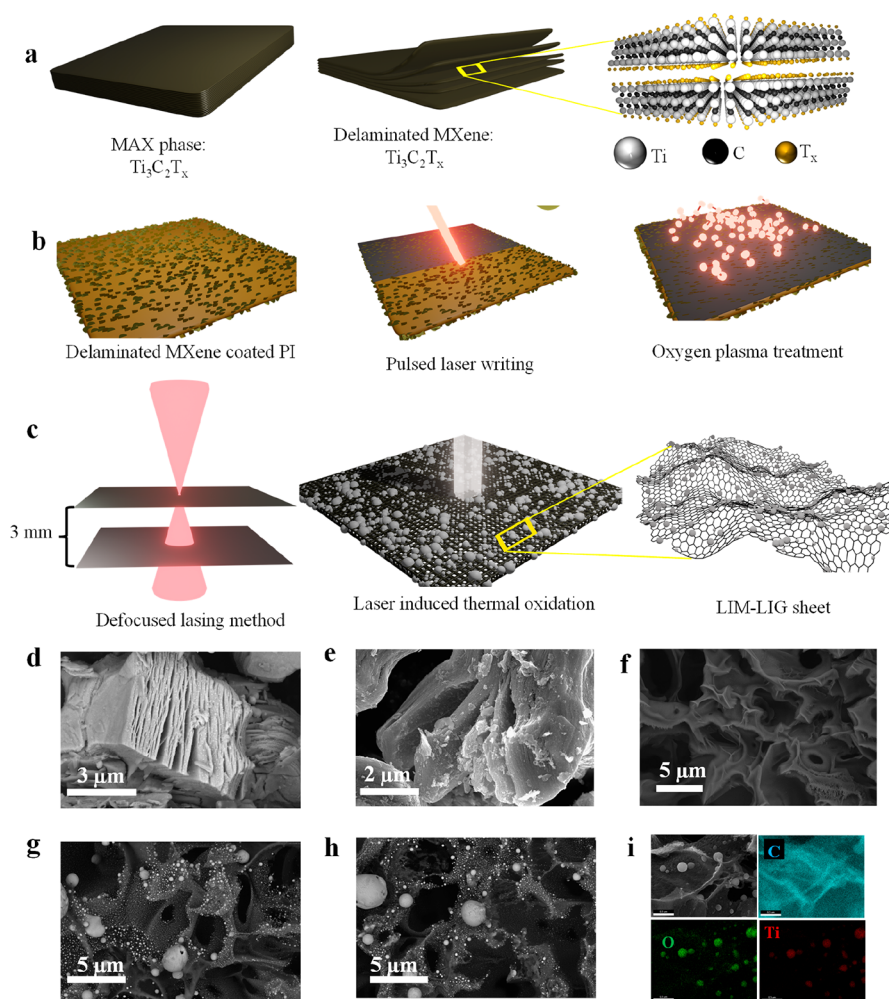 a
MAX phase:
Ti₃C₂Tₓ
Delaminated MXene:
Ti₃C₂Tₓ
Ti
C
Tₓ
b
Delaminated MXene coated PI
Pulsed laser writing
Oxygen plasma treatment
c
3 mm
Defocused lasing method
Laser induced thermal oxidation
LIM-LIG sheet
d
3 µm
e
2 µm
f
5 µm
g
5 µm
h
5 µm
i
C
O
Ti